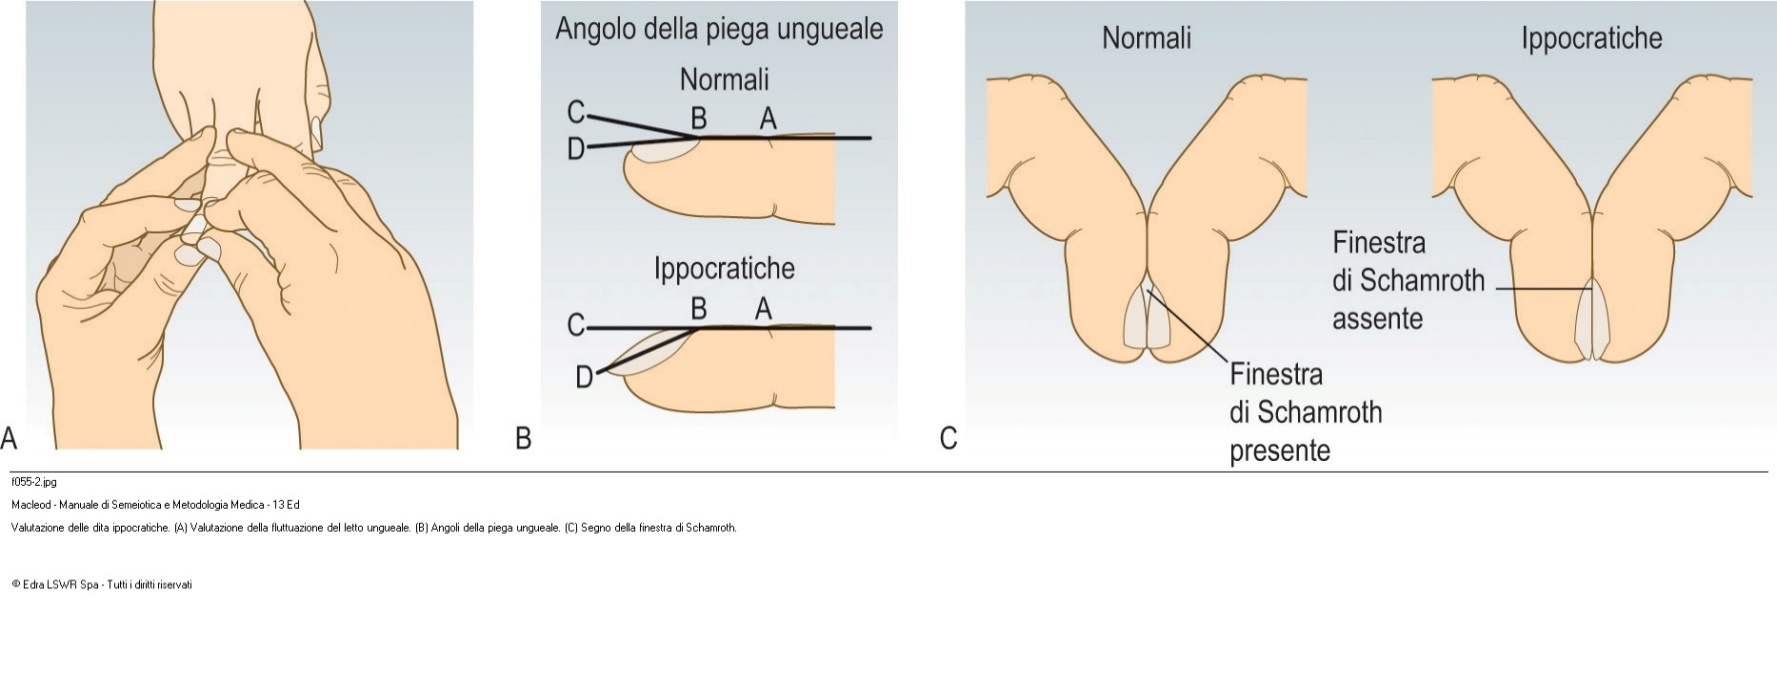 A
Angolo della piega ungueale
Normali
C
B
A
D
Ippocratiche
B
A
C
D
B
Normali
Ippocratiche
Finestra
di Schamroth
assente
Finestra
di Schamroth
presente
C
f055-2.jpg
Macleod - Manuale di Semeiotica e Metodologia Medica - 13 Ed
Valutazione delle dita ippocratiche. (A) Valutazione della fluttuazione del letto ungueale. (B) Angoli della piega ungueale. (C) Segno della finestra di Schamroth.
© Edra LSWR Spa - Tutti i diritti riservati